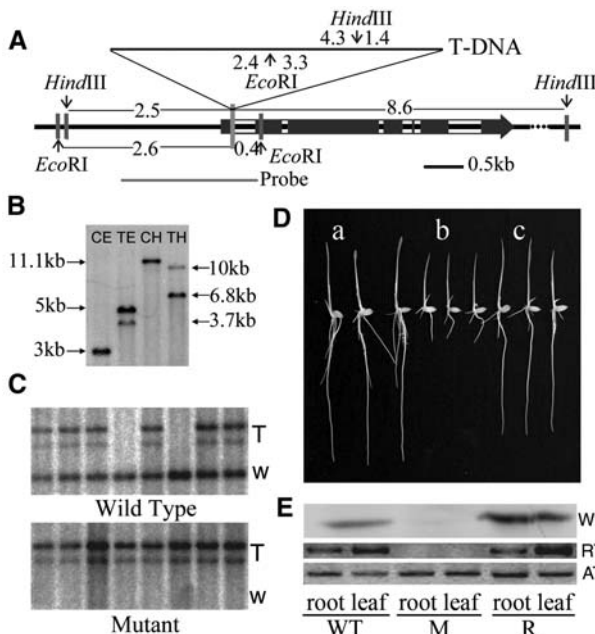 A
HindIII
4.3 1.4
T-DNA
2.4 3.3
EcoRI
HindIII
HindIII
2.5
8.6
EcoRI
2.6
0.4
EcoRI
0.5kb
Probe
B
CE TE CH TH
11.1kb
10kb
6.8kb
5kb
3.7kb
3kb
C
T
W
Wild Type
T
W
Mutant
D
a b c
E
W
RT
root leaf root leaf root leaf
WT M R